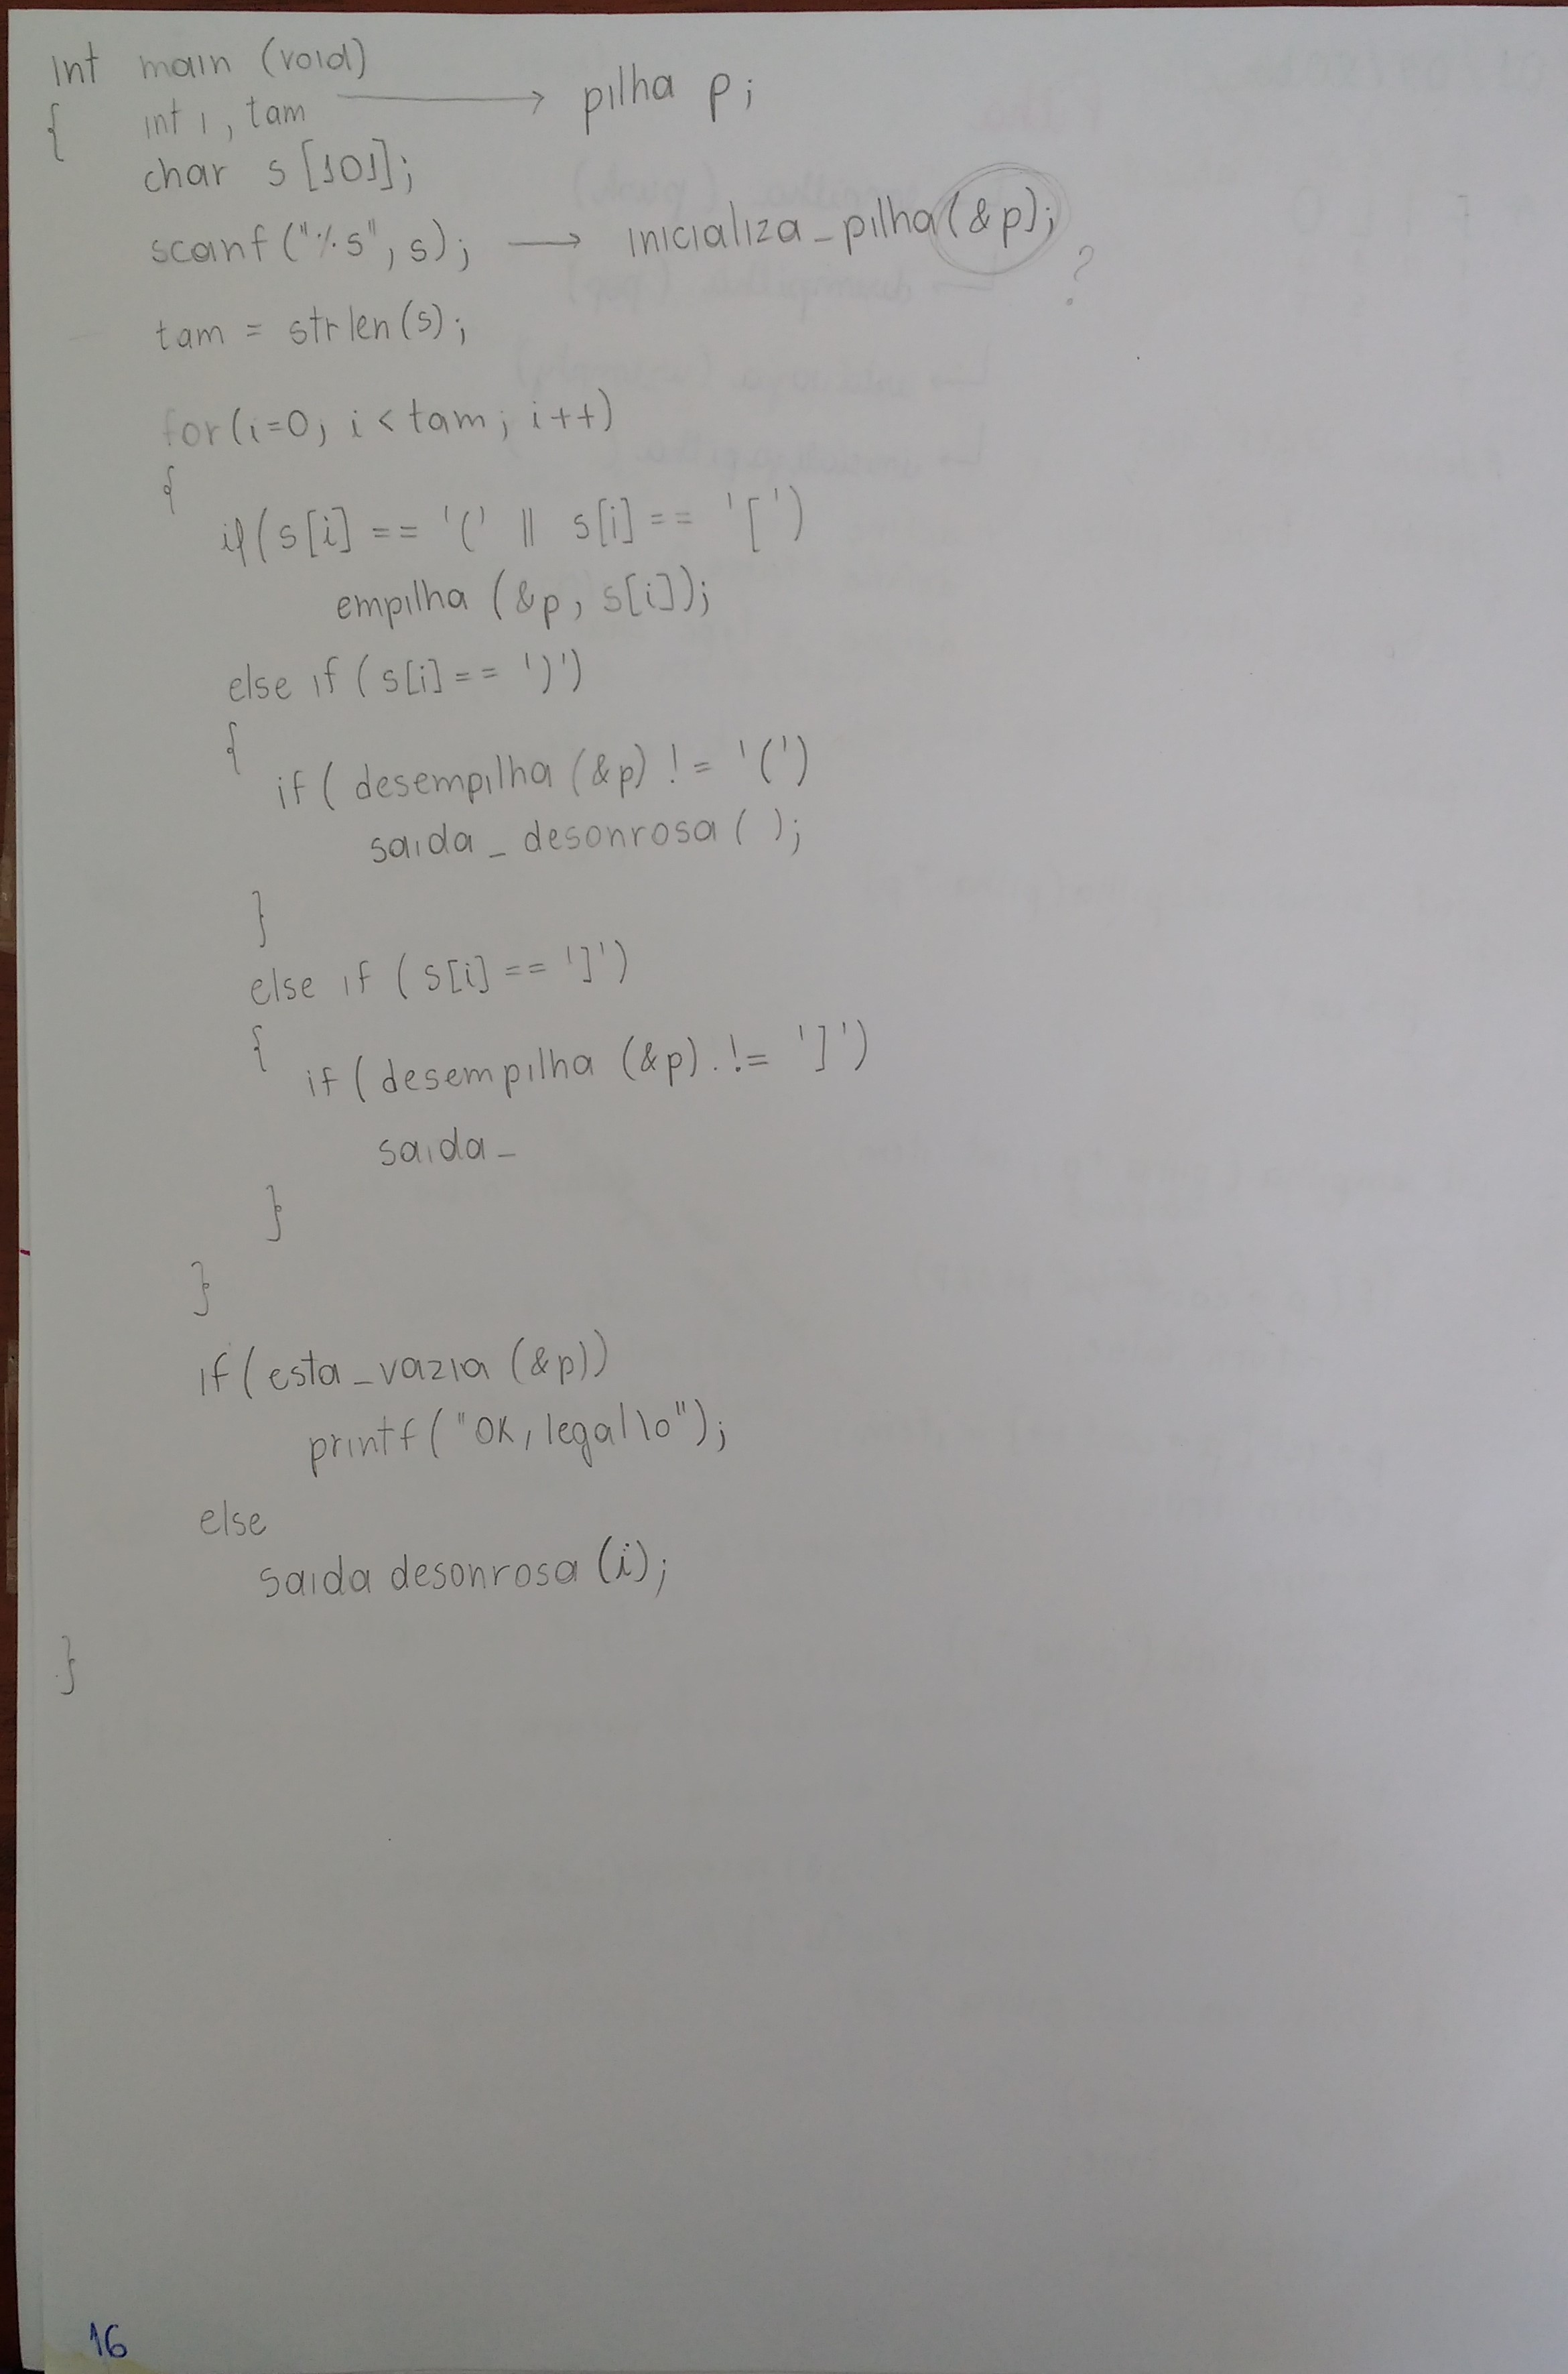 int main (void)
{ int i, tam → pilha p;
char s[101];
scanf("%s", s); → inicializa_pilha(&p); ?
tam = strlen(s);
for(i=0; i < tam; i++)
{
if(s[i] == '(' || s[i] == '[')
empilha (&p, s[i]);
else if (s[i] == ')')
{
if( desempilha (&p) != '(')
saida_desonrosa( );
}
else if (s[i] == ']')
{ if( desempilha (&p) != ']')
saida_
}
}
if(esta_vazia (&p))
printf("OK, legal\o");
else
saida desonrosa (i);
}
16